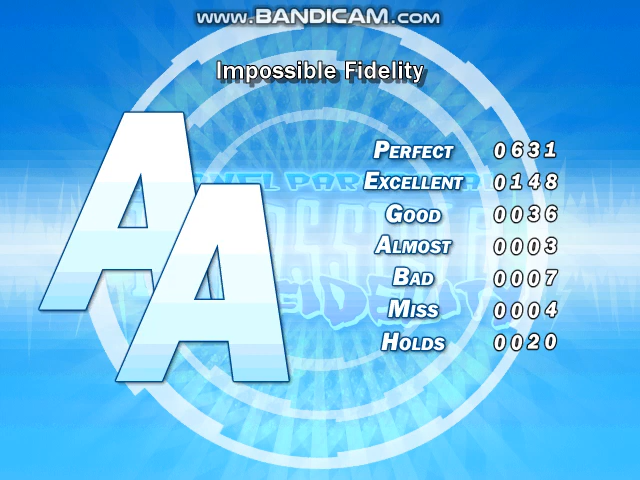 WWW.BANDICAM.COM
Impossible Fidelity
AA
PERFECT 0631
EXCELLENT 0148
GOOD 0036
ALMOST 0003
BAD 0007
MISS 0004
HOLDS 0020